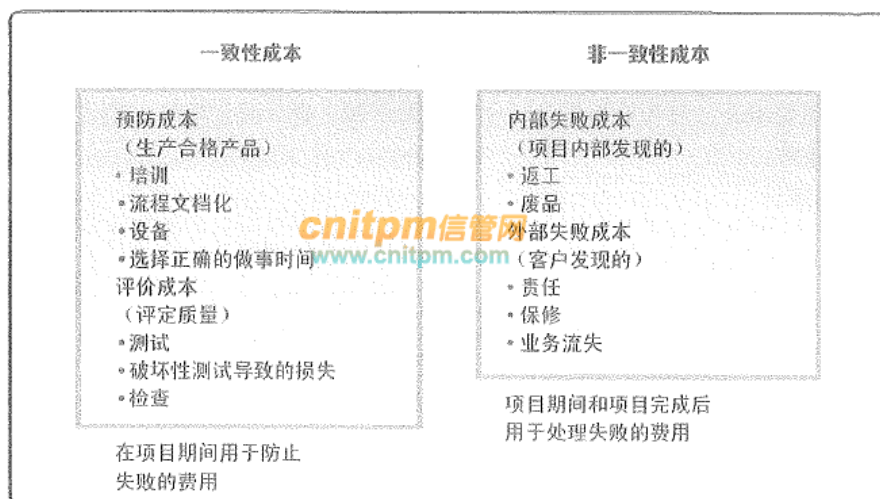 一致性成本
预防成本
（生产合格产品）
•培训
•流程文档化
•设备
•选择正确的做事时间
评价成本
（评定质量）
•测试
•破坏性测试导致的损失
•检查
在项目期间用于防止
失败的费用
非一致性成本
内部失败成本
（项目内部发现的）
•返工
•废品
外部失败成本
（客户发现的）
•责任
•保修
•业务流失
项目期间和项目完成后
用于处理失败的费用
cnitpm信管网
www.cnitpm.com